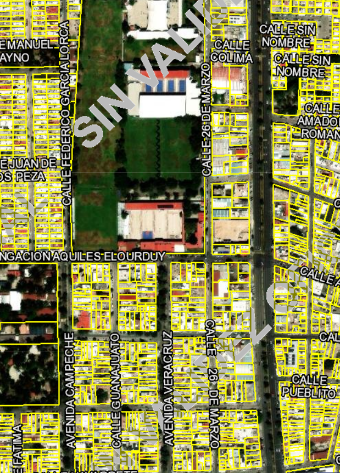 CALLE SIN
NOMBRE
CALLE
COLIMA
E MANUEL
AYNO
CALLE SIN
NOMBRE
CALLE FEDERICO GARCIA LORCA
SIN VALI
CALLE 26 DE MARZO
CALLE
AMADO
ROMAN
E JUAN DE
OS PEZA
NGACION AQUILES ELOURDUY
CALLE A
AVENIDA CAMPECHE
CALLE GUANAJUATO
AVENIDA VERACRUZ
CALLE 26 DE MARZO
CAL
CALLE
PUEBLITO
E FATIMA